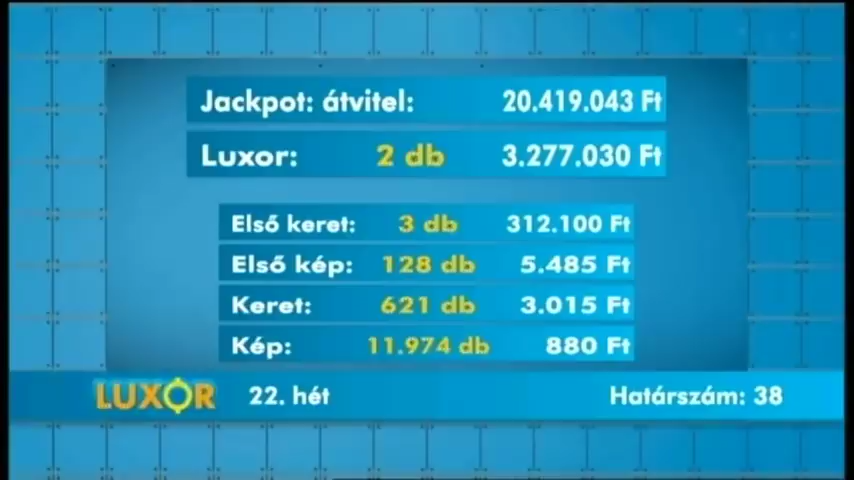 Jackpot: átvitel: 20.419.043 Ft
Luxor: 2 db 3.277.030 Ft
Első keret: 3 db 312.100 Ft
Első kép: 128 db 5.485 Ft
Keret: 621 db 3.015 Ft
Kép: 11.974 db 880 Ft
LUXOR 22. hét Határszám: 38